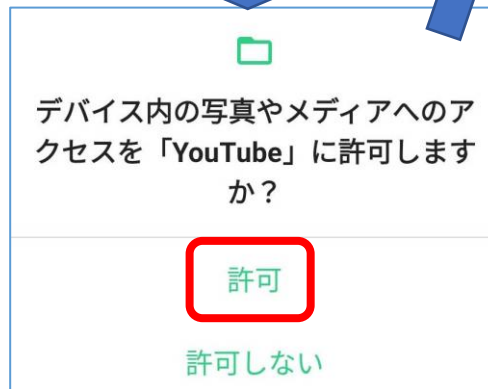 デバイス内の写真やメディアへのア
クセスを「YouTube」に許可します
か？
許可
許可しない